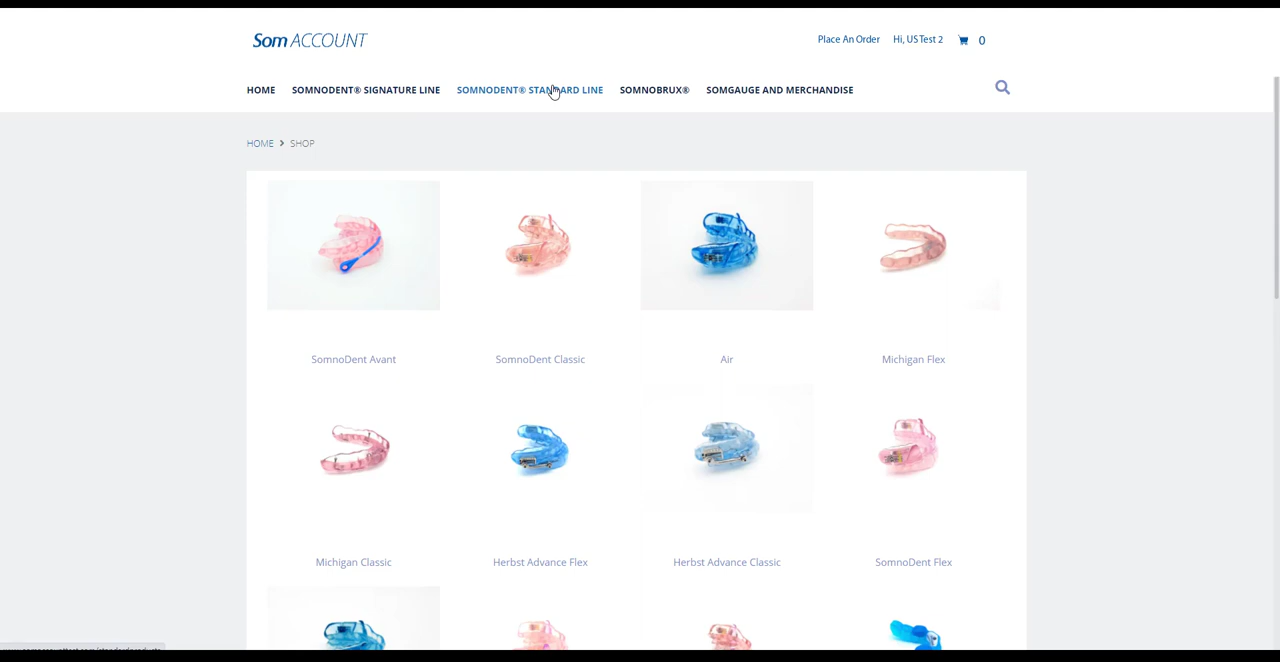 Som ACCOUNT
Place An Order
Hi, US Test 2
0
HOME
SOMNODENT® SIGNATURE LINE
SOMNODENT® STANDARD LINE
SOMNOBRUX®
SOMGAUGE AND MERCHANDISE
HOME > SHOP
SomnoDent Avant
SomnoDent Classic
Air
Michigan Flex
Michigan Classic
Herbst Advance Flex
Herbst Advance Classic
SomnoDent Flex